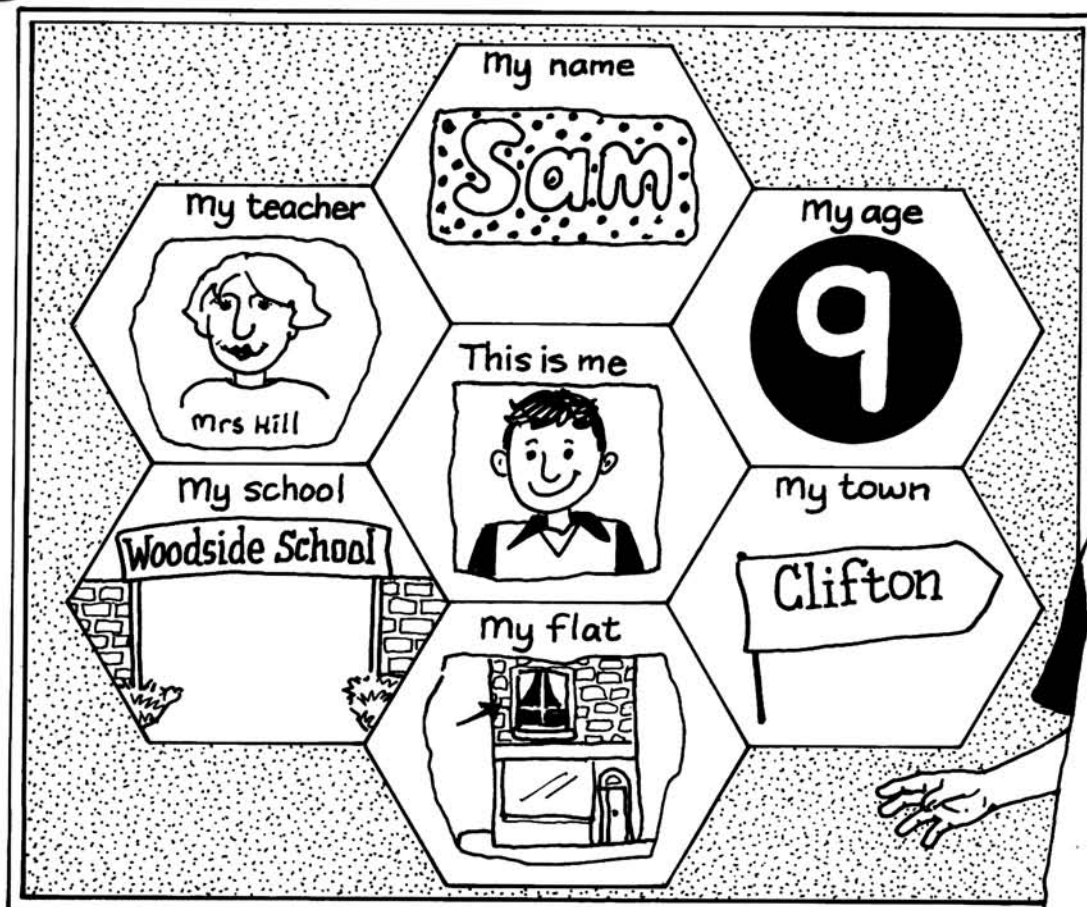 My name
Sam
My teacher
Mrs Hill
My age
9
This is me
My school
Woodside School
My town
Clifton
My flat